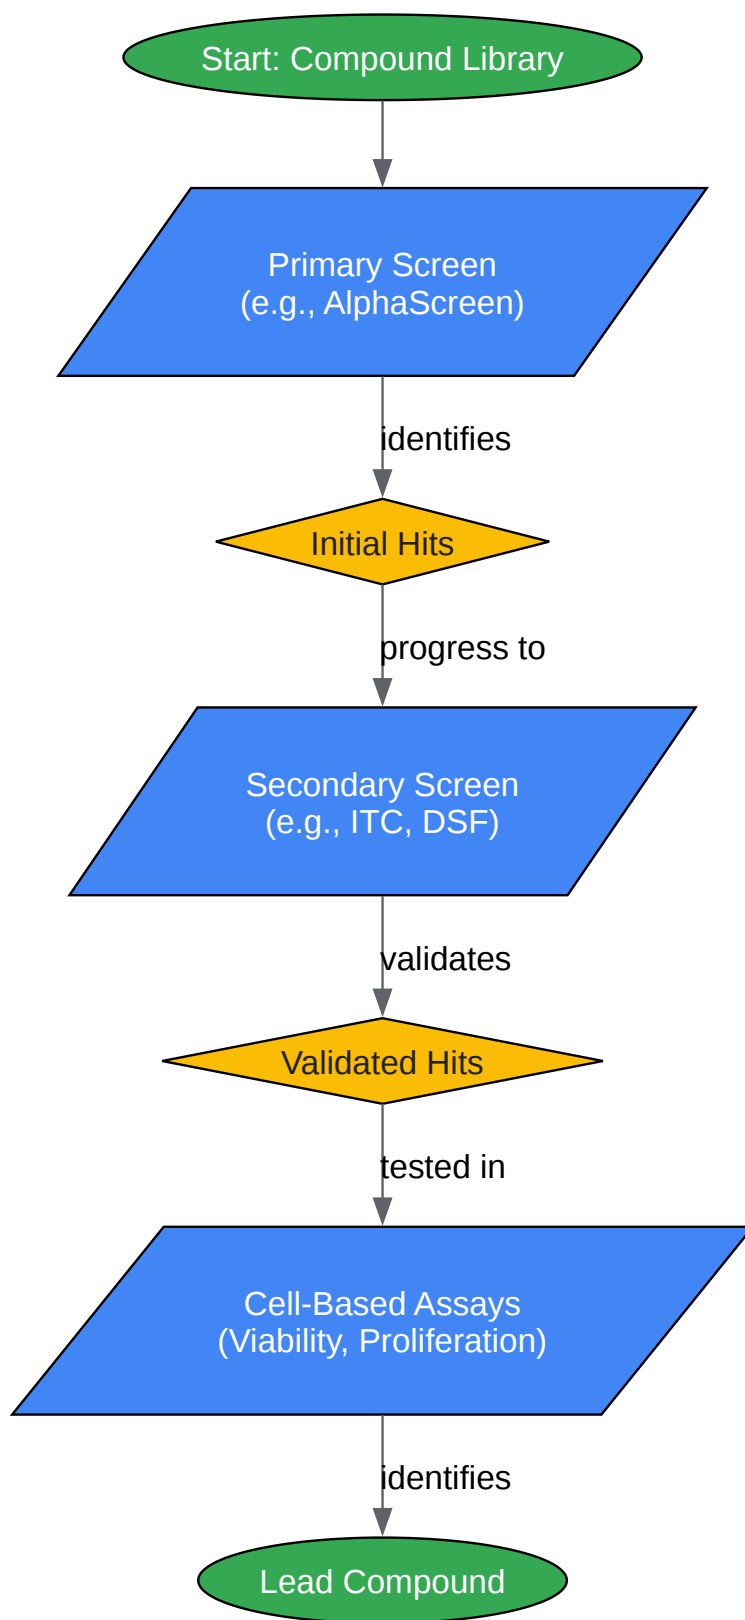 Start: Compound Library
Primary Screen
(e.g., AlphaScreen)
identifies
Initial Hits
progress to
Secondary Screen
(e.g., ITC, DSF)
validates
Validated Hits
tested in
Cell-Based Assays
(Viability, Proliferation)
identifies
Lead Compound